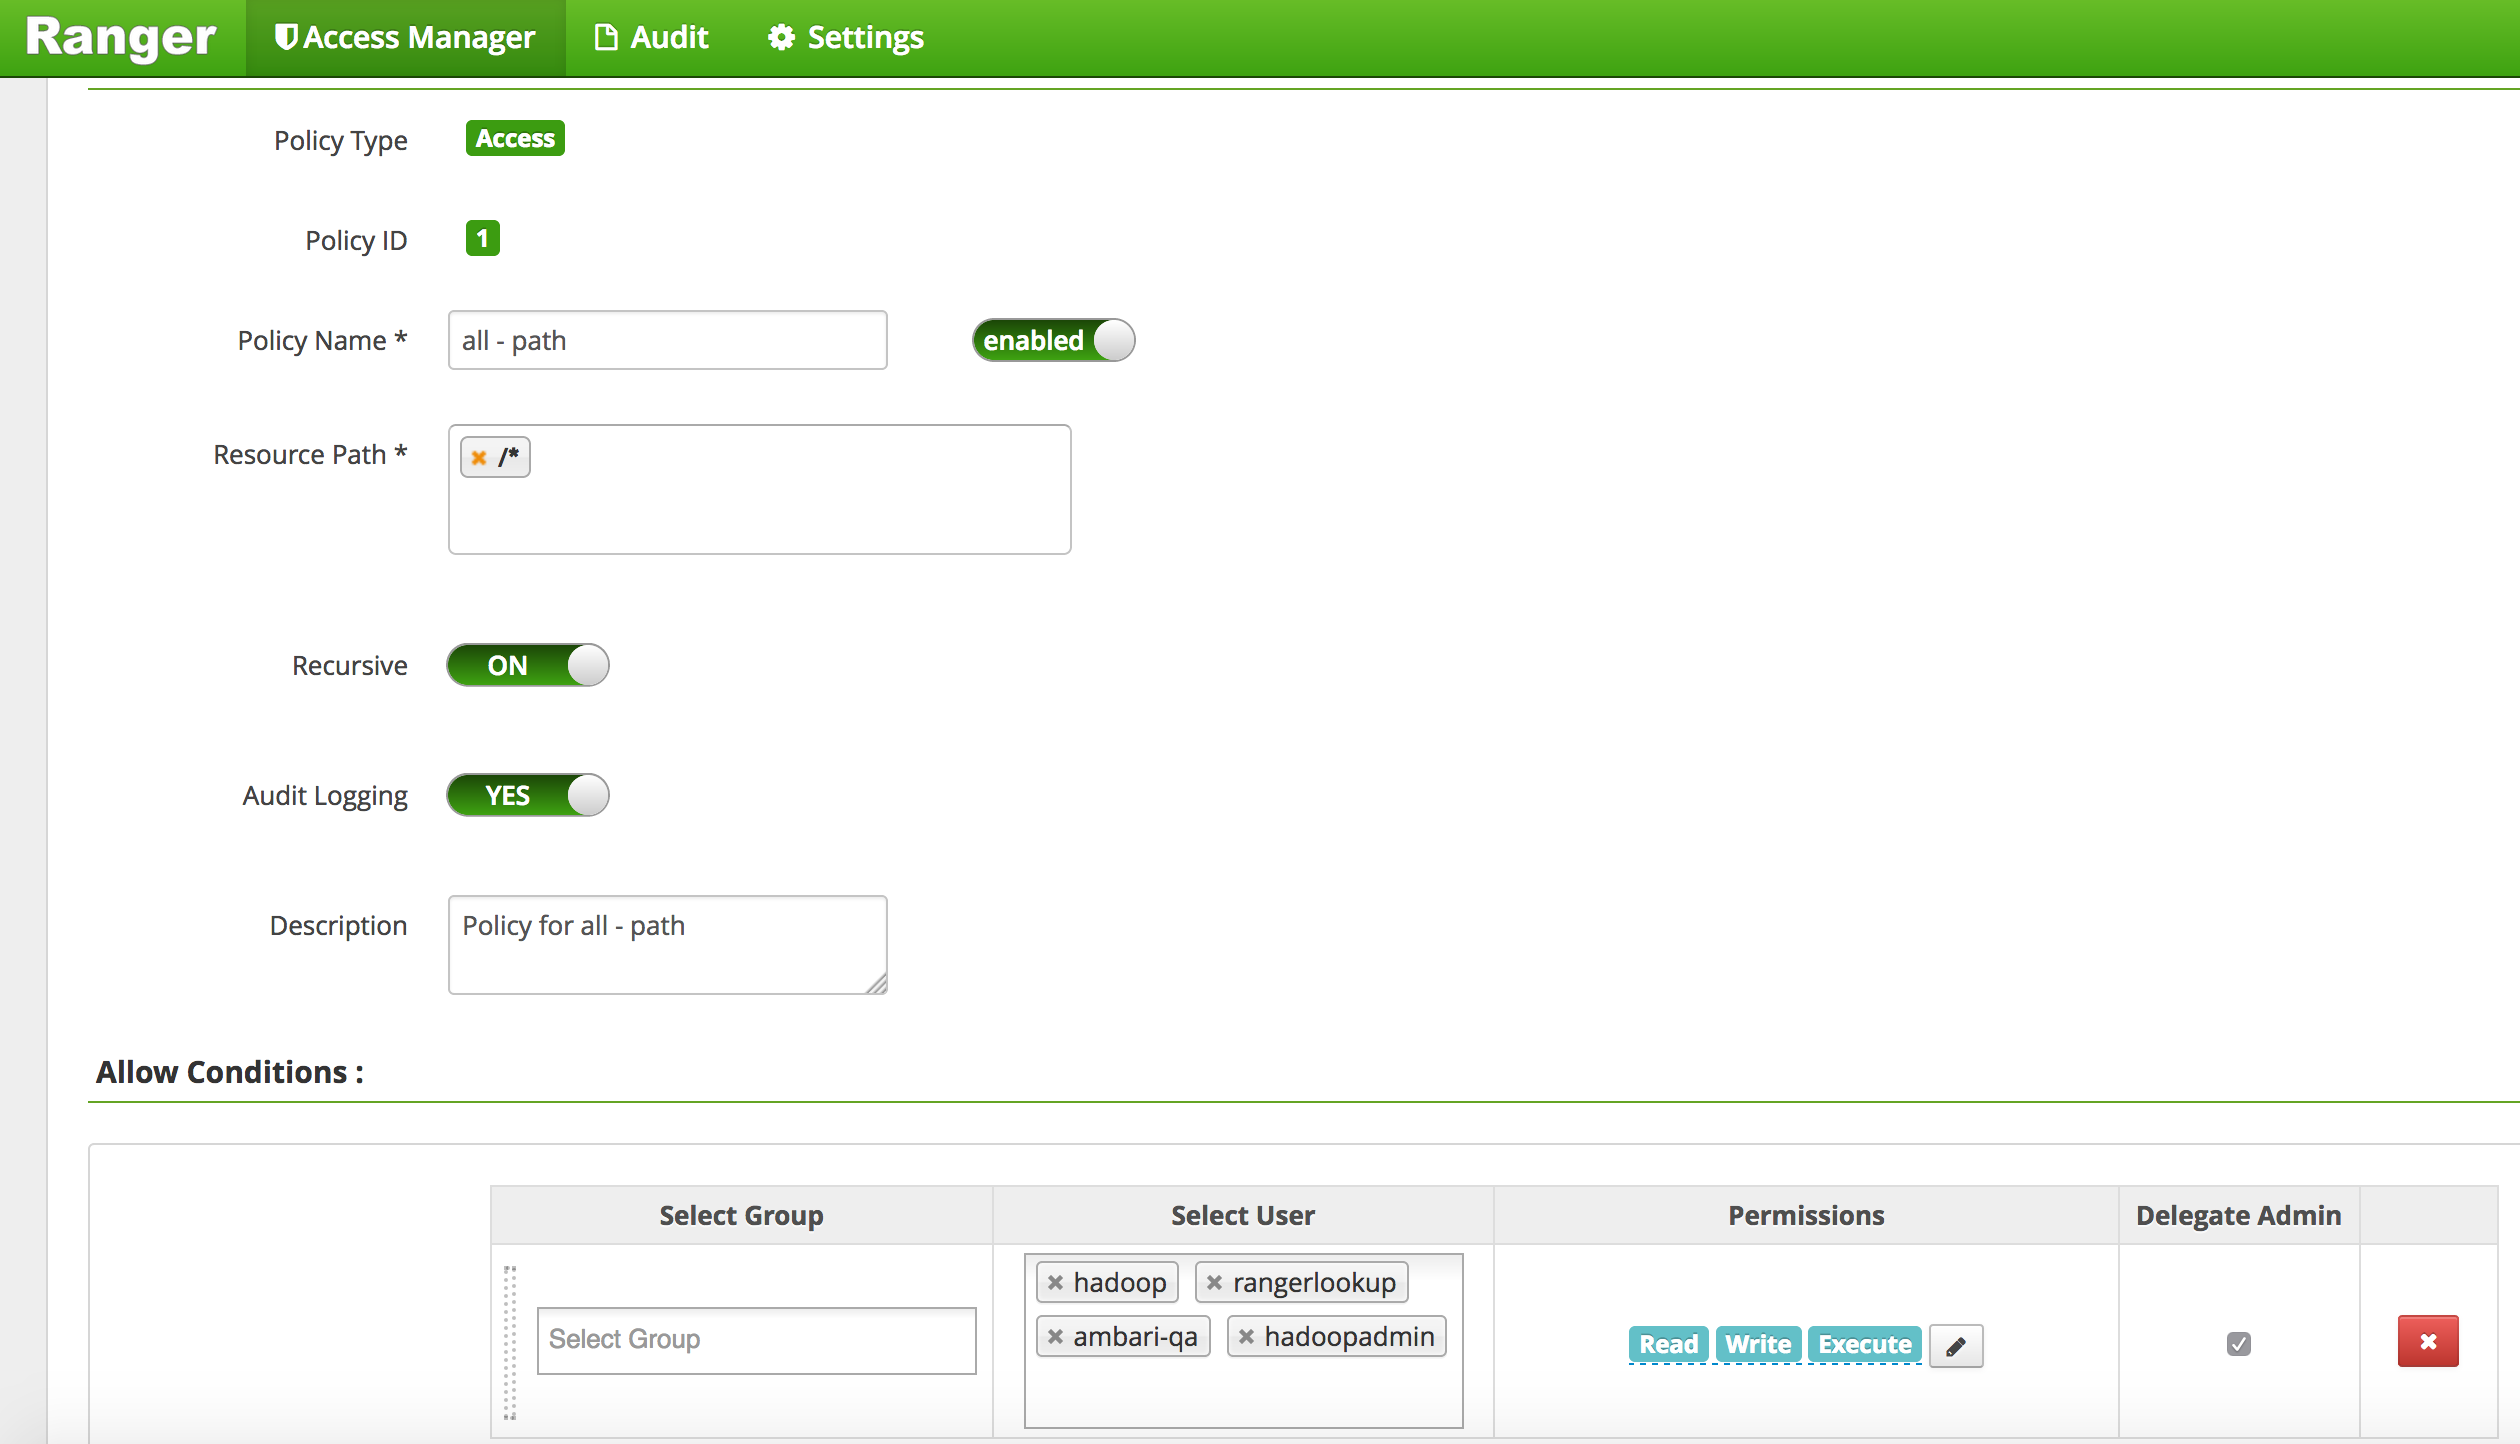 Ranger Access Manager Audit Settings
Policy Type Access
Policy ID 1
Policy Name * all - path enabled
Resource Path * /*
Recursive ON
Audit Logging YES
Description Policy for all - path
Allow Conditions :
Select Group Select User Permissions Delegate Admin
hadoop rangerlookup
Select Group ambari-qa hadoopadmin Read Write Execute